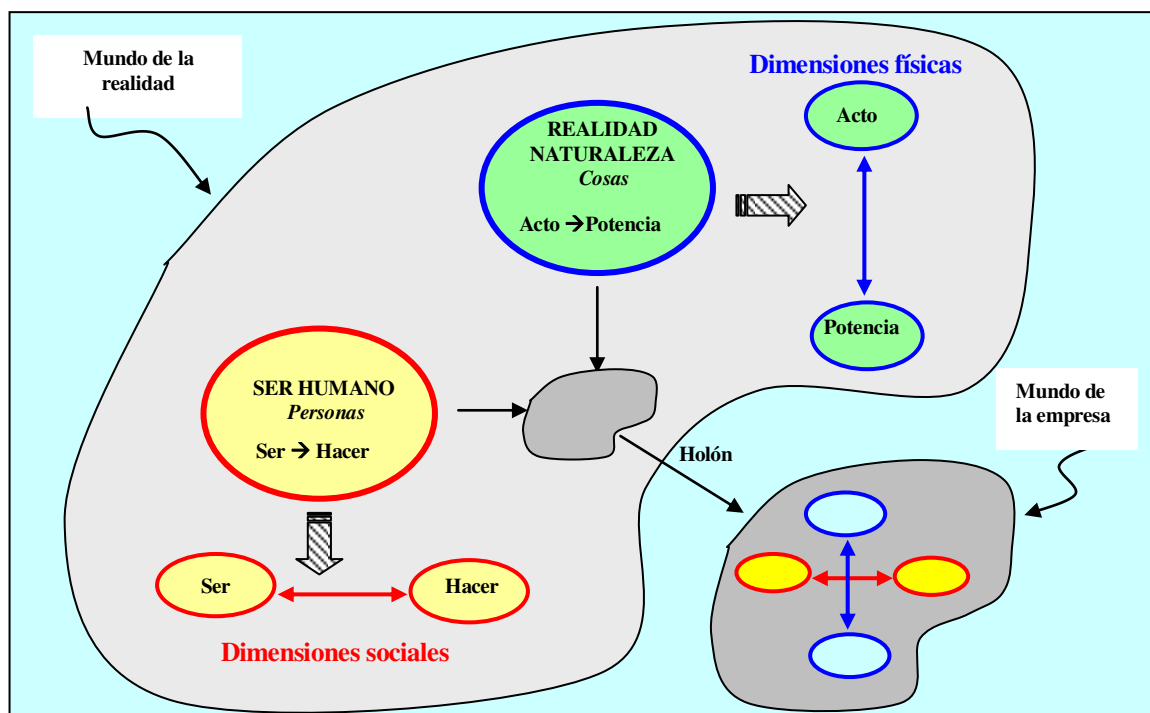 Mundo de la
realidad
Dimensiones físicas
REALIDAD
NATURALEZA
Cosas
Acto → Potencia
Acto
Potencia
SER HUMANO
Personas
Ser → Hacer
Mundo de
la empresa
Holón
Ser
Hacer
Dimensiones sociales